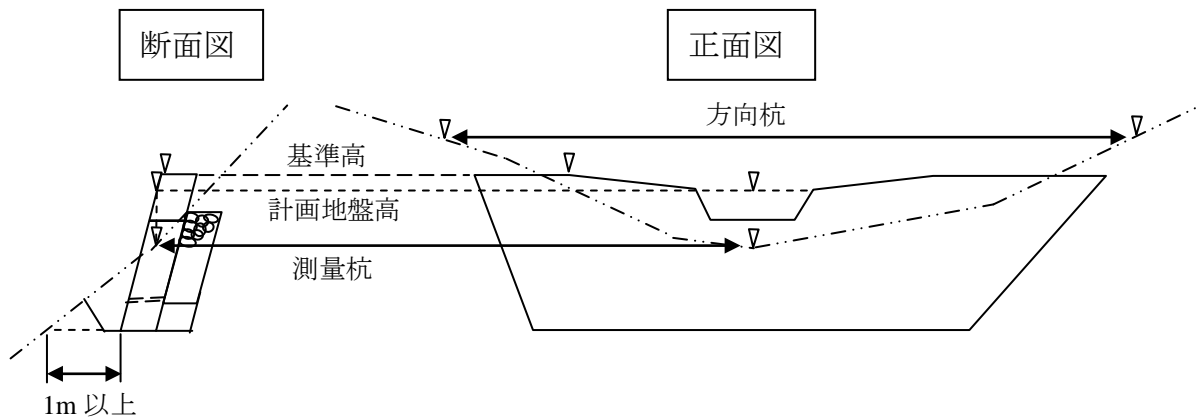 断面図
正面図
方向杭
基準高
計画地盤高
測量杭
1m 以上